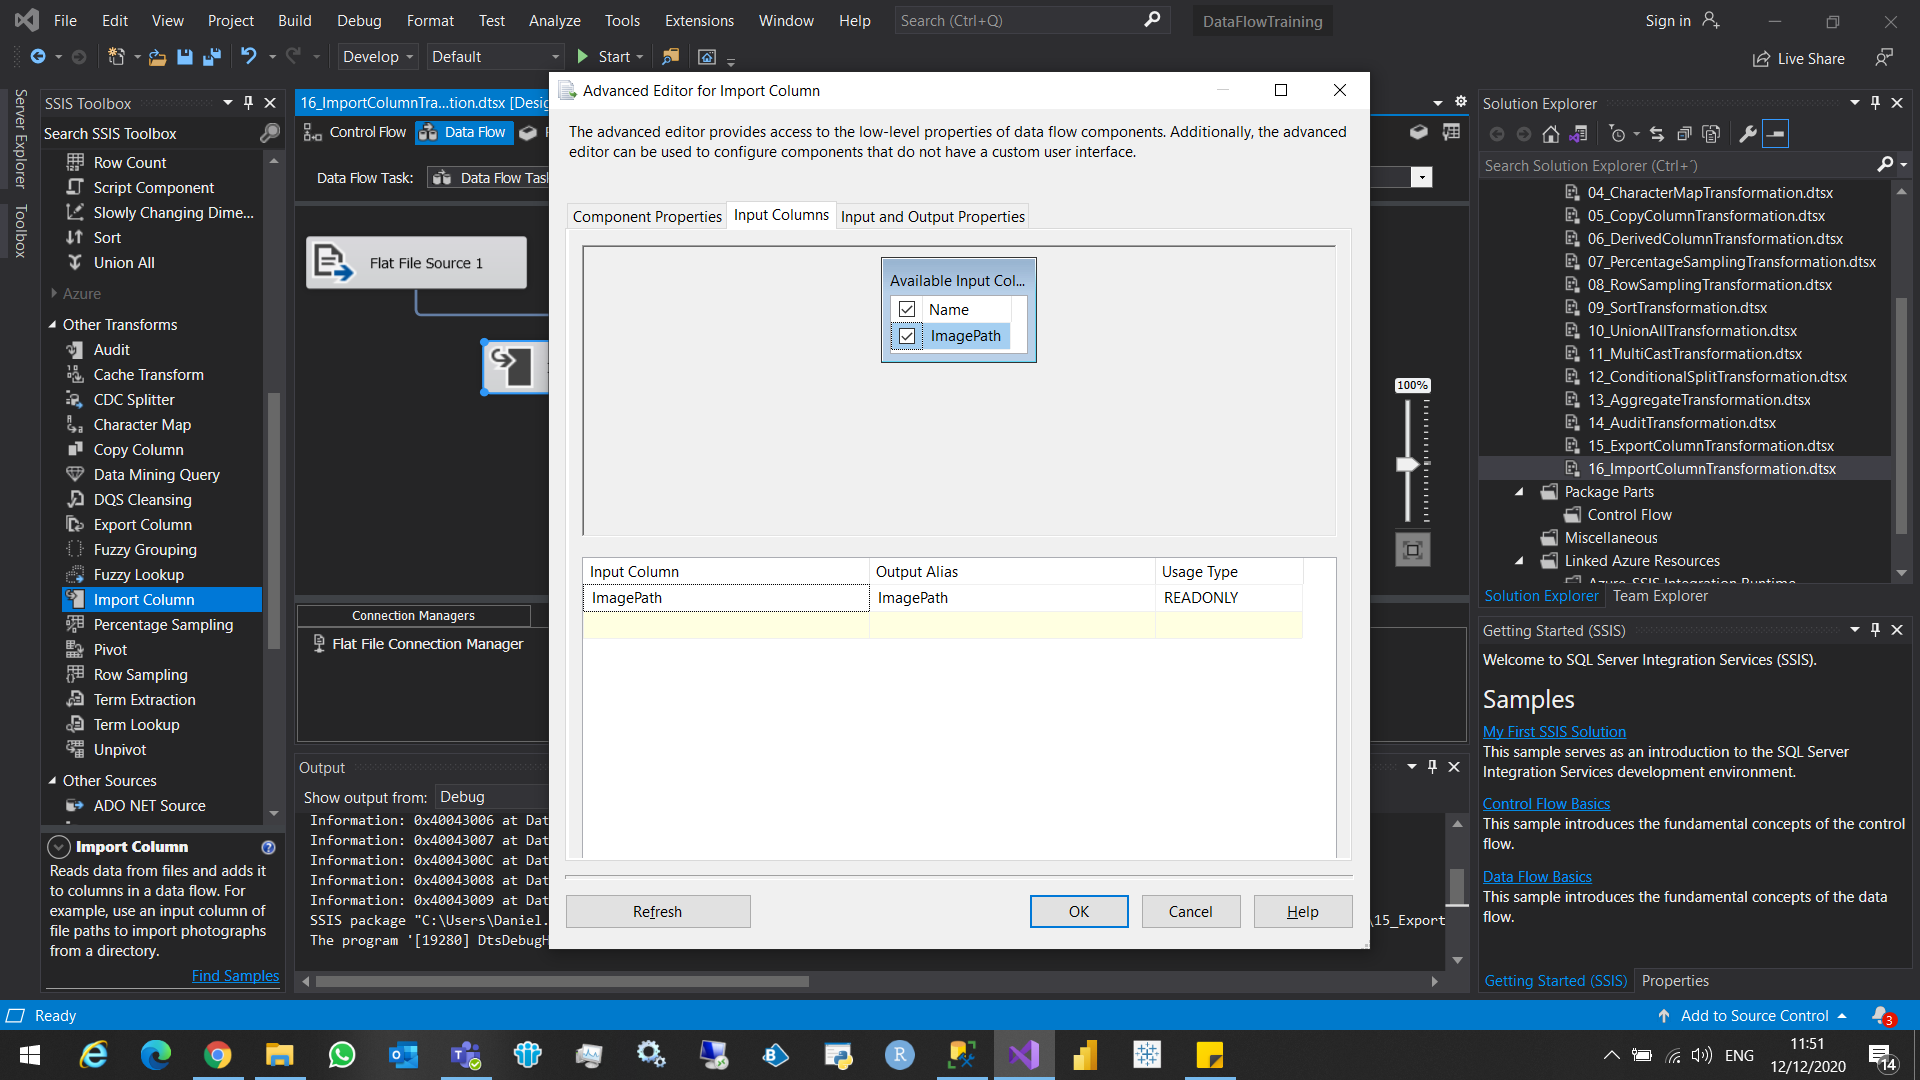 File Edit View Project Build Debug Format Test Analyze Tools Extensions Window Help Search (Ctrl+Q) DataFlowTraining Sign in
Develop Default Start Live Share
Server Explorer
Toolbox
SSIS Toolbox
Search SSIS Toolbox
Row Count
Script Component
Slowly Changing Dime...
Sort
Union All
Azure
Other Transforms
Audit
Cache Transform
CDC Splitter
Character Map
Copy Column
Data Mining Query
DQS Cleansing
Export Column
Fuzzy Grouping
Fuzzy Lookup
Import Column
Percentage Sampling
Pivot
Row Sampling
Term Extraction
Term Lookup
Unpivot
Other Sources
ADO NET Source
Import Column
Reads data from files and adds it
to columns in a data flow. For
example, use an input column of
file paths to import photographs
from a directory.
Find Samples
16_ImportColumnTra...tion.dtsx [Desig
Control Flow Data Flow
Data Flow Task: Data Flow Task
Flat File Source 1
100%
Connection Managers
Flat File Connection Manager
Output
Show output from: Debug
Information: 0x40043006 at Dat
Information: 0x40043007 at Dat
Information: 0x4004300C at Dat
Information: 0x40043008 at Dat
Information: 0x40043009 at Dat
SSIS package "C:\Users\Daniel. \15_Export
The program '[19280] DtsDebugH
Advanced Editor for Import Column
The advanced editor provides access to the low-level properties of data flow components. Additionally, the advanced
editor can be used to configure components that do not have a custom user interface.
Component Properties Input Columns Input and Output Properties
Available Input Col...
Name
ImagePath
Input Column Output Alias Usage Type
ImagePath ImagePath READONLY
Refresh OK Cancel Help
Solution Explorer
Search Solution Explorer (Ctrl+¨)
04_CharacterMapTransformation.dtsx
05_CopyColumnTransformation.dtsx
06_DerivedColumnTransformation.dtsx
07_PercentageSamplingTransformation.dtsx
08_RowSamplingTransformation.dtsx
09_SortTransformation.dtsx
10_UnionAllTransformation.dtsx
11_MultiCastTransformation.dtsx
12_ConditionalSplitTransformation.dtsx
13_AggregateTransformation.dtsx
14_AuditTransformation.dtsx
15_ExportColumnTransformation.dtsx
16_ImportColumnTransformation.dtsx
Package Parts
Control Flow
Miscellaneous
Linked Azure Resources
Azure-SSIS Integration Runtime
Solution Explorer Team Explorer
Getting Started (SSIS)
Welcome to SQL Server Integration Services (SSIS).
Samples
My First SSIS Solution
This sample serves as an introduction to the SQL Server
Integration Services development environment.
Control Flow Basics
This sample introduces the fundamental concepts of the control
flow.
Data Flow Basics
This sample introduces the fundamental concepts of the data
flow.
Getting Started (SSIS) Properties
Ready Add to Source Control 3
ENG 11:51
12/12/2020 14